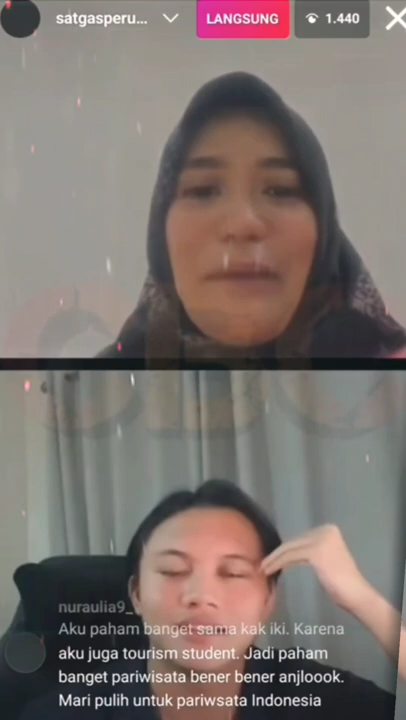 satgasperu...
LANGSUNG
1.440
nuraulia9_
Aku paham banget sama kak iki. Karena
aku juga tourism student. Jadi paham
banget pariwisata bener bener anjloook.
Mari pulih untuk pariwsata Indonesia